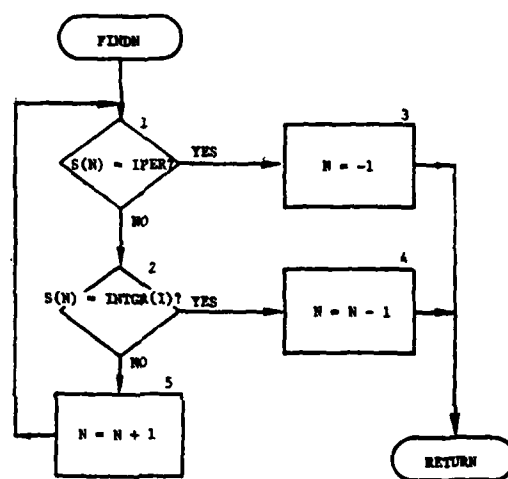 FINDN
1
S(N) = IPER?
YES
3
N = -1
NO
2
S(N) = INTGR(I)?
YES
4
N = N - 1
NO
5
N = N + 1
RETURN